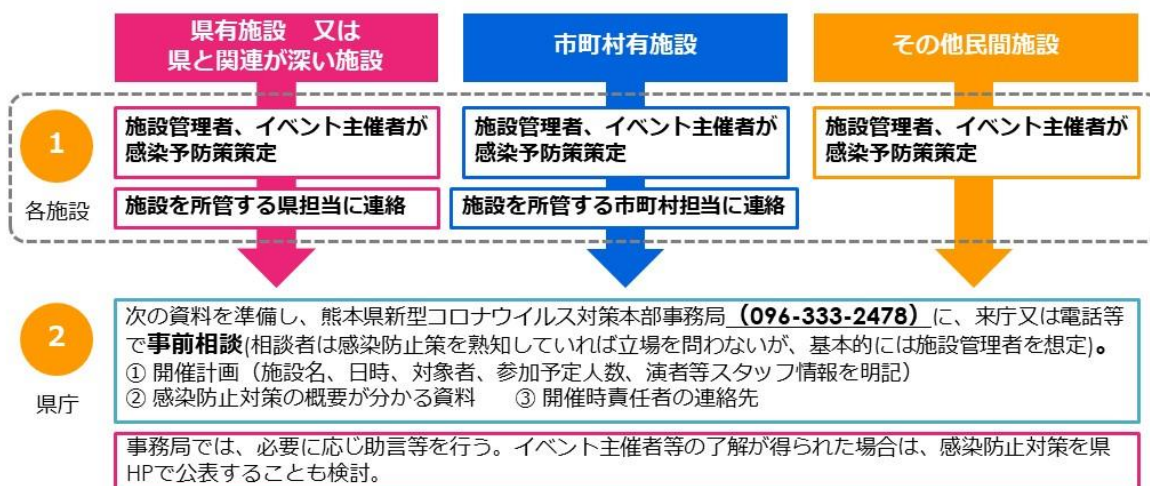 県有施設　又は
県と関連が深い施設
市町村有施設
その他民間施設
1
各施設
施設管理者、イベント主催者が
感染予防策策定
施設を所管する県担当に連絡
施設管理者、イベント主催者が
感染予防策策定
施設を所管する市町村担当に連絡
施設管理者、イベント主催者が
感染予防策策定
2
県庁
次の資料を準備し、熊本県新型コロナウイルス対策本部事務局（096-333-2478）に、来庁又は電話等
で事前相談(相談者は感染防止策を熟知していれば立場を問わないが、基本的には施設管理者を想定)。
① 開催計画（施設名、日時、対象者、参加予定人数、演者等スタッフ情報を明記）
② 感染防止対策の概要が分かる資料　　③ 開催時責任者の連絡先
事務局では、必要に応じ助言等を行う。イベント主催者等の了解が得られた場合は、感染防止対策を県
HPで公表することも検討。